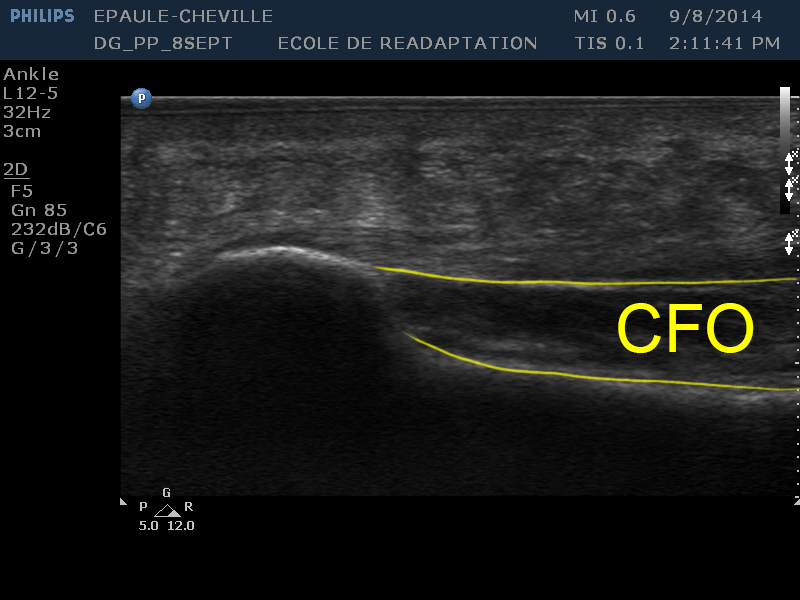 PHILIPS EPAULE-CHEVILLE MI 0.6 9/8/2014
DG_PP_8SEPT ECOLE DE READAPTATION TIS 0.1 2:11:41 PM
Ankle
L12-5
32Hz
3cm
2D
F5
Gn 85
232dB/C6
G/3/3
P
CFO
G
P R
5.0 12.0